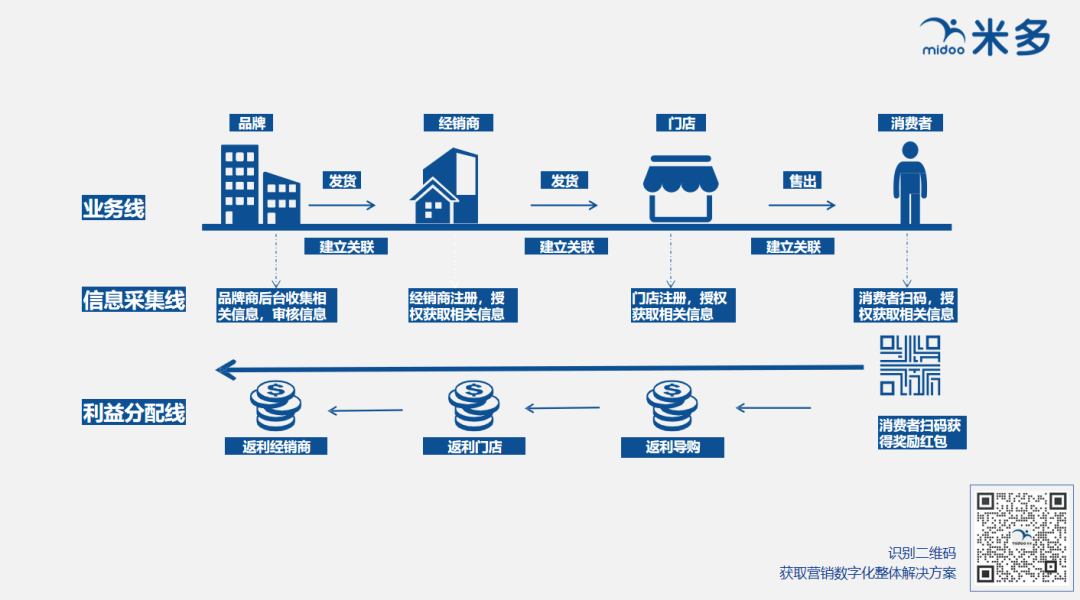 midoo 米多
品牌
经销商
门店
消费者
发货
发货
售出
业务线
建立关联
建立关联
建立关联
信息采集线
品牌商后台收集相
关信息，审核信息
经销商注册，授
权获取相关信息
门店注册，授权
获取相关信息
消费者扫码，授
权获取相关信息
利益分配线
返利经销商
返利门店
返利导购
消费者扫码获
得奖励红包
识别二维码
获取营销数字化整体解决方案